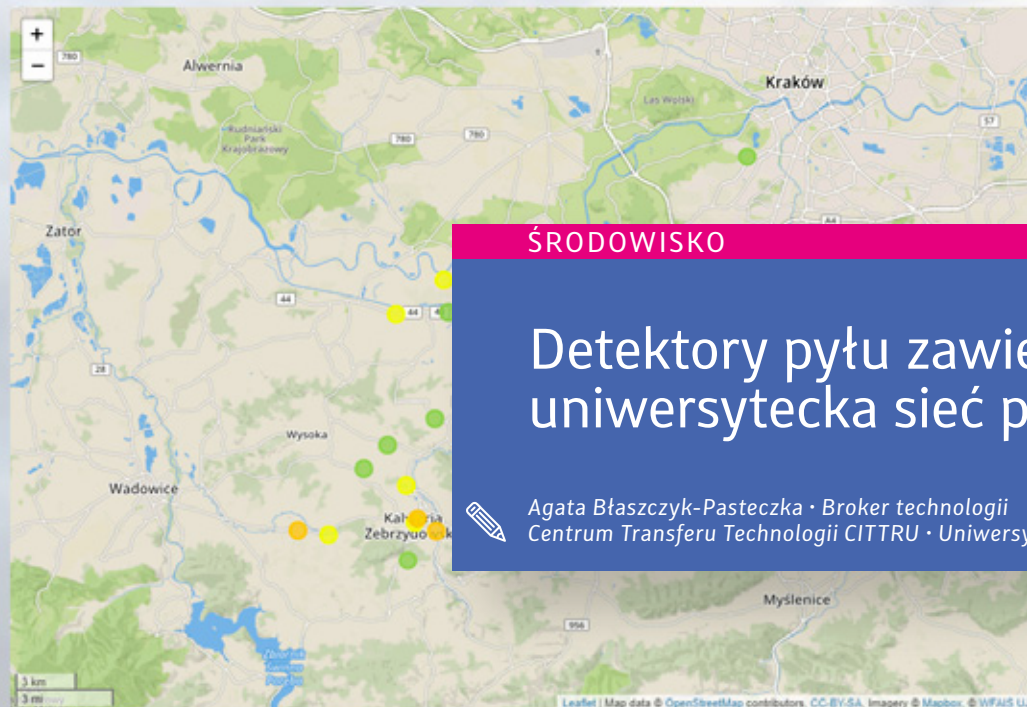 +
−
780
Alwernia
Kraków
Las Wolski
57
Rudniański
Park
Krajobrazowy
780
780
A4
Zator
ŚRODOWISKO
44
44
4
28
Detektory pyłu zawie
uniwersytecka sieć p
Wysoka
Wadowice
Agata Błaszczyk-Pasteczka · Broker technologii
Centrum Transferu Technologii CITTRU · Uniwersy
Myślenice
956
3 km
3 mi
Leaflet | Map data © OpenStreetMap contributors, CC-BY-SA, Imagery © Mapbox, © WFAIS U